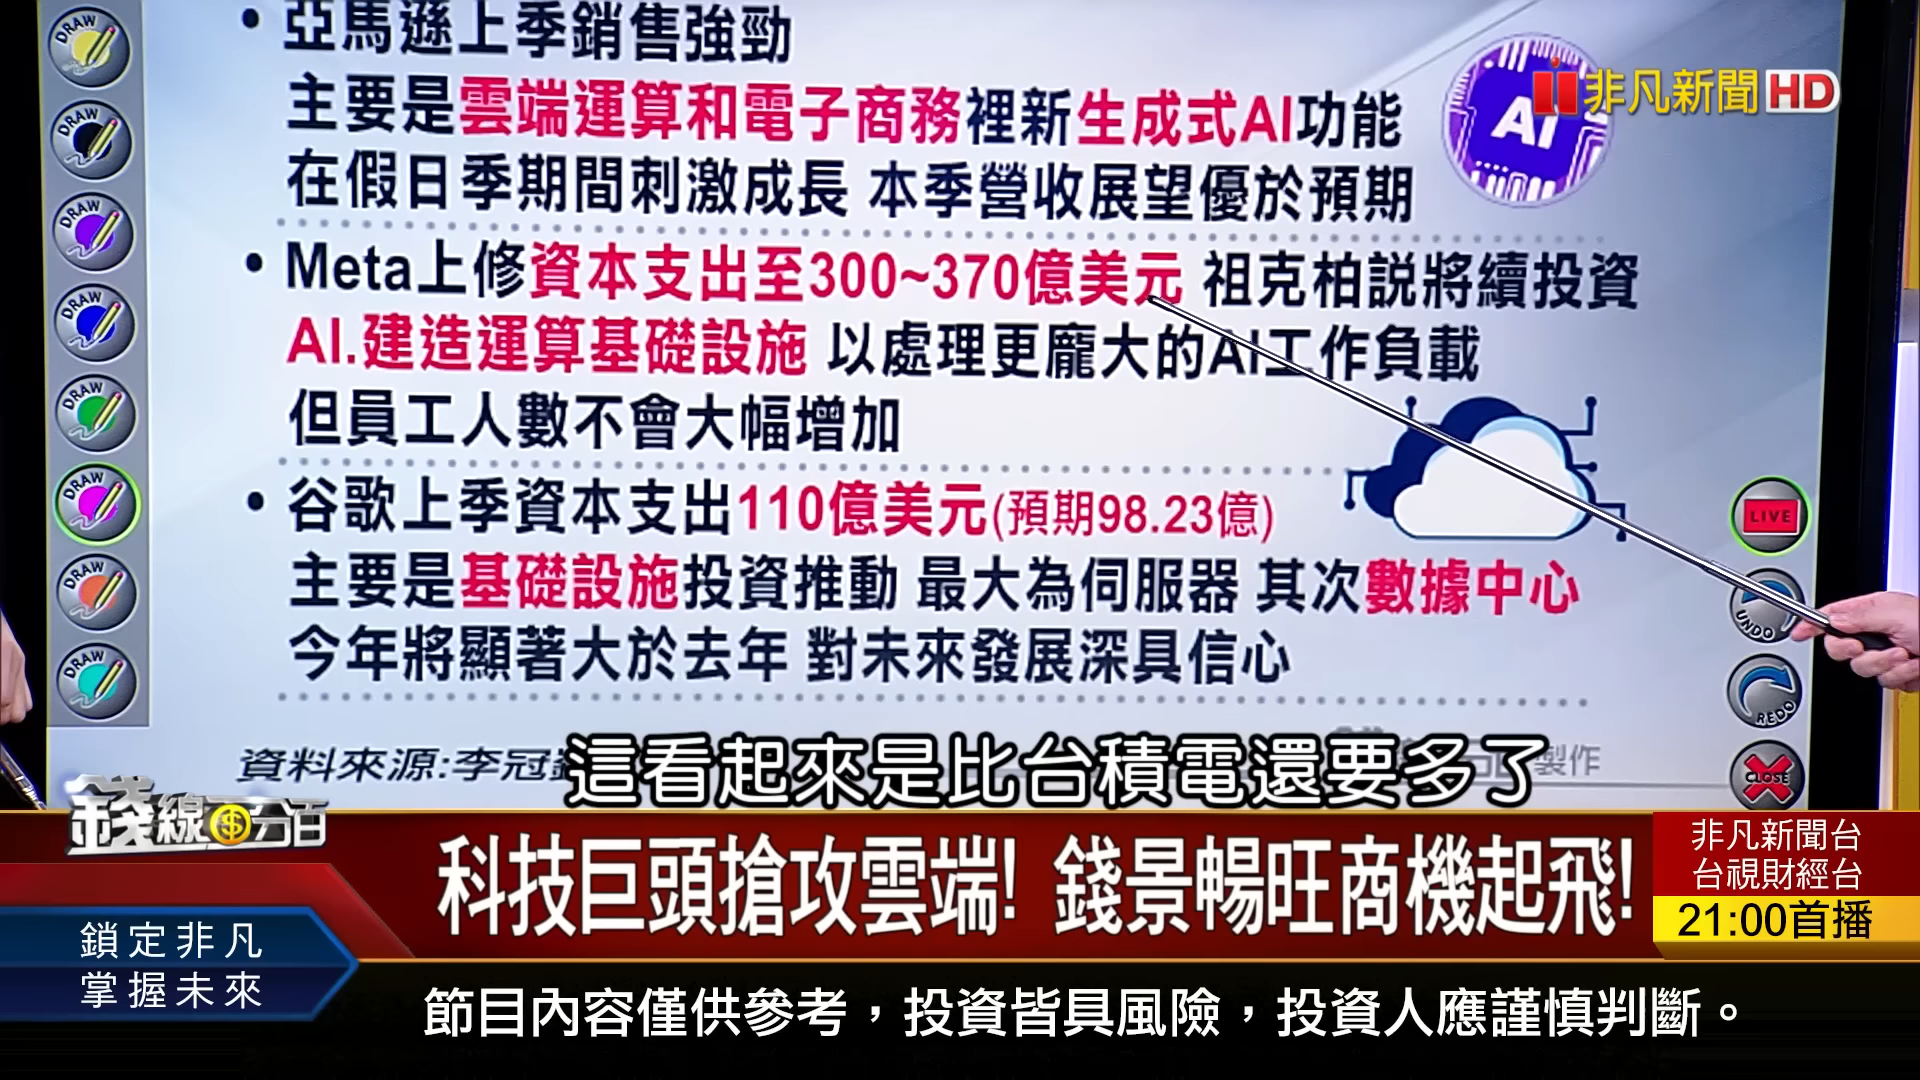 亞馬遜上季銷售強勁
主要是雲端運算和電子商務裡新生成式AI功能
在假日季期間刺激成長 本季營收展望優於預期
Meta上修資本支出至300~370億美元 祖克柏説將續投資
AI.建造運算基礎設施 以處理更龐大的AI工作負載
但員工人數不會大幅增加
谷歌上季資本支出110億美元(預期98.23億)
主要是基礎設施投資推動 最大為伺服器 其次數據中心
今年將顯著大於去年 對未來發展深具信心
資料來源:李冠
製作
AI
非凡新聞HD
DRAW
DRAW
DRAW
DRAW
DRAW
DRAW
DRAW
DRAW
LIVE
UNDO
REDO
CLOSE
這看起來是比台積電還要多了
錢線百分百
科技巨頭搶攻雲端! 錢景暢旺商機起飛!
非凡新聞台
台視財經台
21:00首播
鎖定非凡
掌握未來
節目內容僅供參考，投資皆具風險，投資人應謹慎判斷。